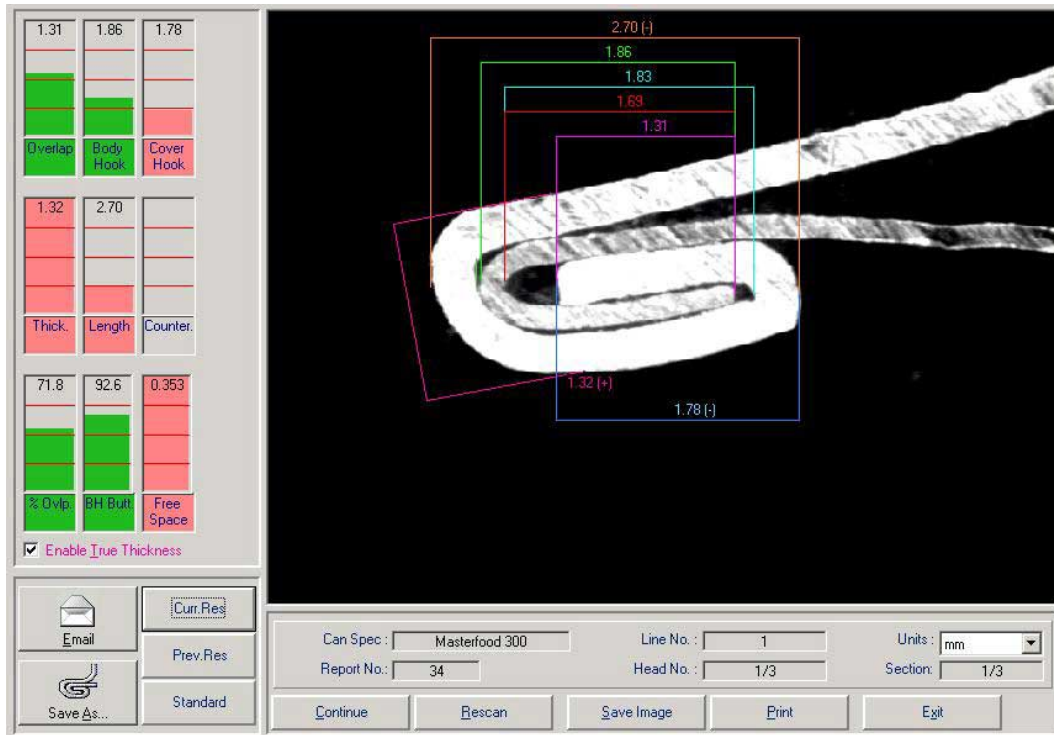 1.31 1.86 1.78
Overlap Body Hook Cover Hook
1.32 2.70
Thick. Length Counter.
71.8 92.6 0.353
% Ovlp. BH Butt. Free Space
Enable True Thickness
Email
Curr.Res
Prev.Res
Save As...
Standard
2.70 (-)
1.86
1.83
1.69
1.31
1.32 (+)
1.78 (-)
Can Spec : Masterfood 300 Line No. : 1 Units : mm
Report No.: 34 Head No. : 1/3 Section: 1/3
Continue Rescan Save Image Print Exit